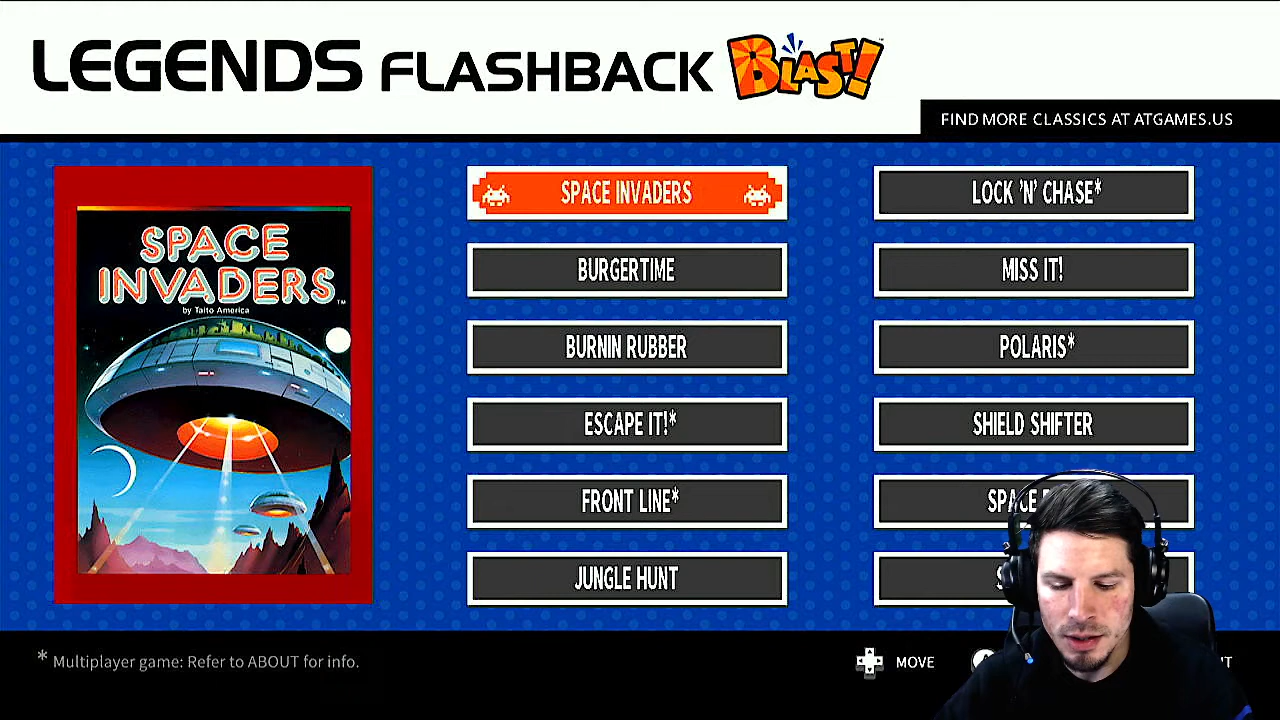 LEGENDS FLASHBACK BLAST!
FIND MORE CLASSICS AT ATGAMES.US
SPACE
INVADERS™
by Taito America
SPACE INVADERS
BURGERTIME
BURNIN RUBBER
ESCAPE IT!*
FRONT LINE*
JUNGLE HUNT
LOCK 'N' CHASE*
MISS IT!
POLARIS*
SHIELD SHIFTER
SPACE
* Multiplayer game: Refer to ABOUT for info.
MOVE